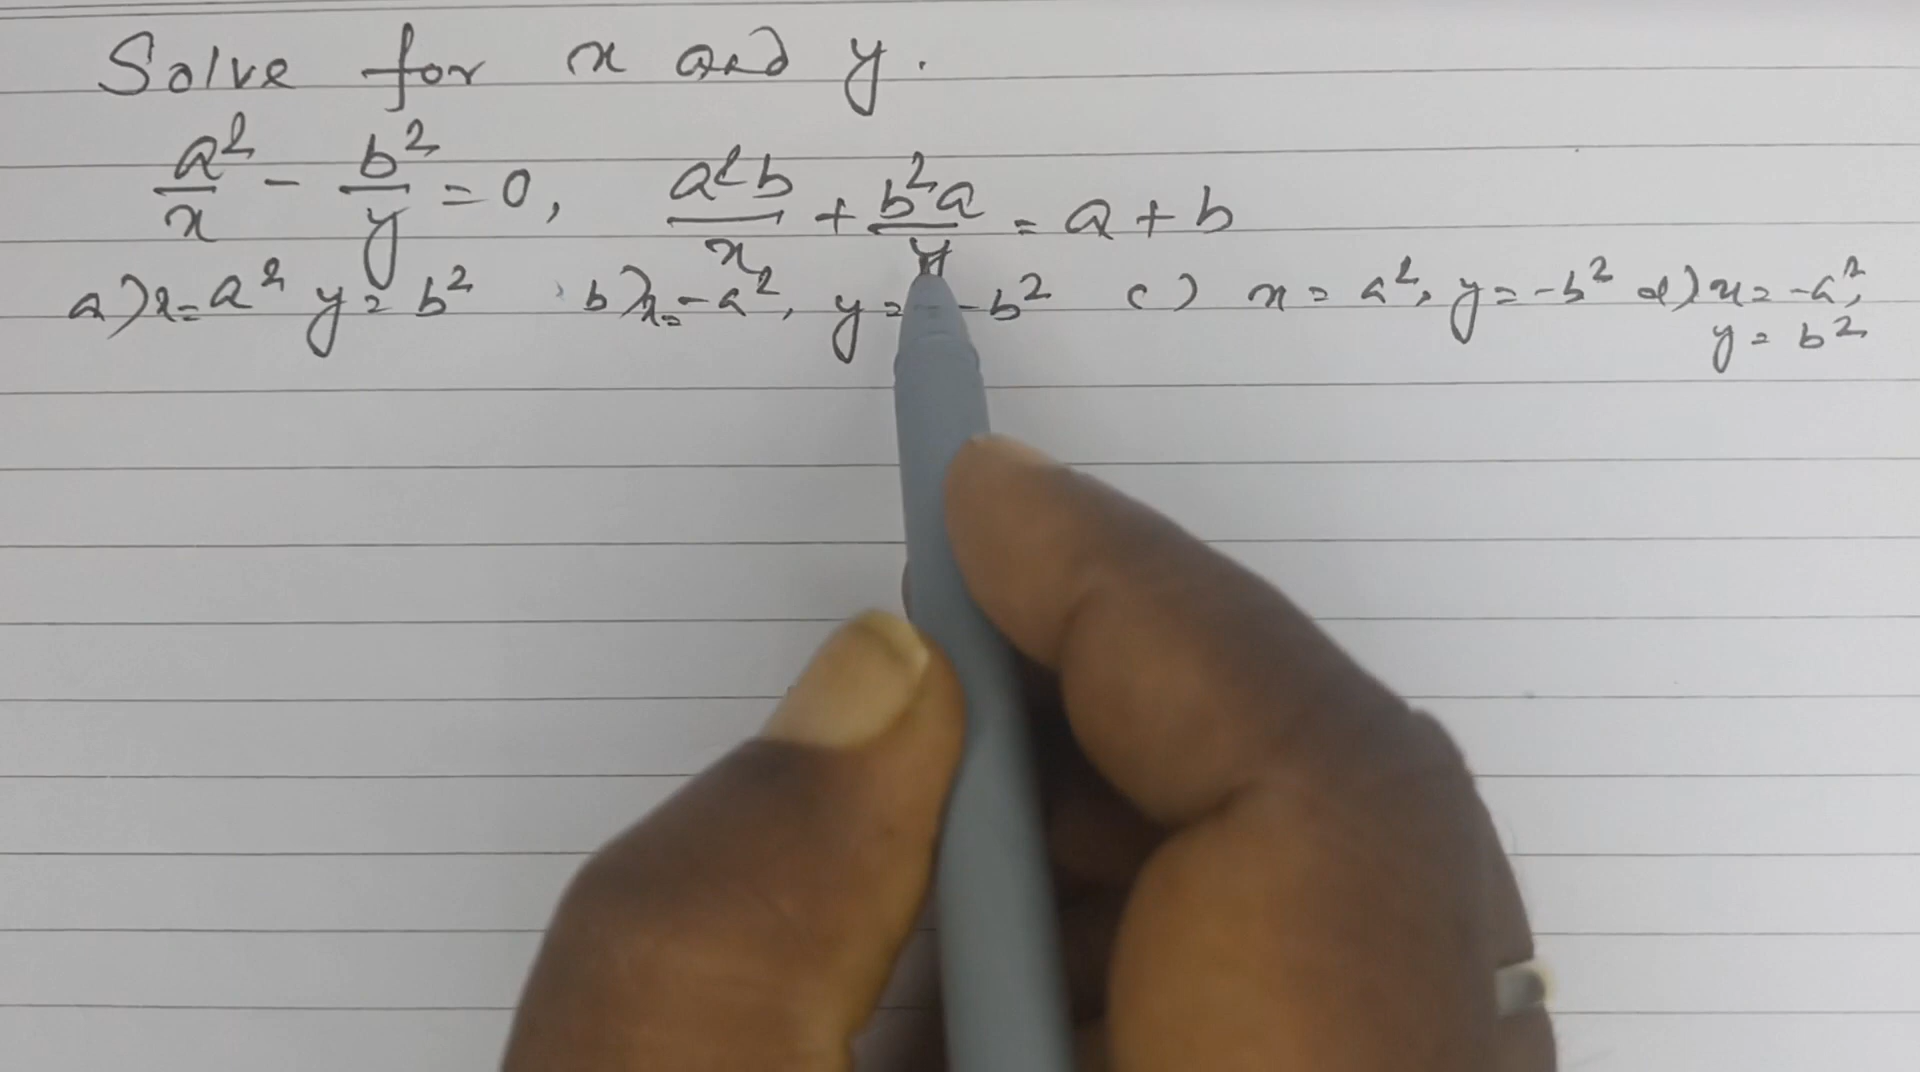 Solve for x and y.
a²/x - b²/y = 0, a²b/x + b²a/y = a + b
a) x = a² y = b² b) x = -a², y = -b² c) x = a², y = -b² d) x = -a²,
y = b²